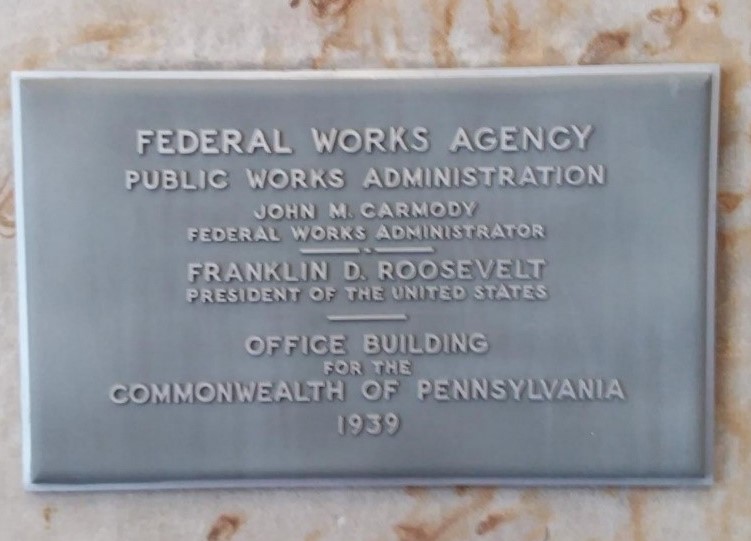 FEDERAL WORKS AGENCY
PUBLIC WORKS ADMINISTRATION
JOHN M. CARMODY
FEDERAL WORKS ADMINISTRATOR
FRANKLIN D. ROOSEVELT
PRESIDENT OF THE UNITED STATES
OFFICE BUILDING
FOR THE
COMMONWEALTH OF PENNSYLVANIA
1939